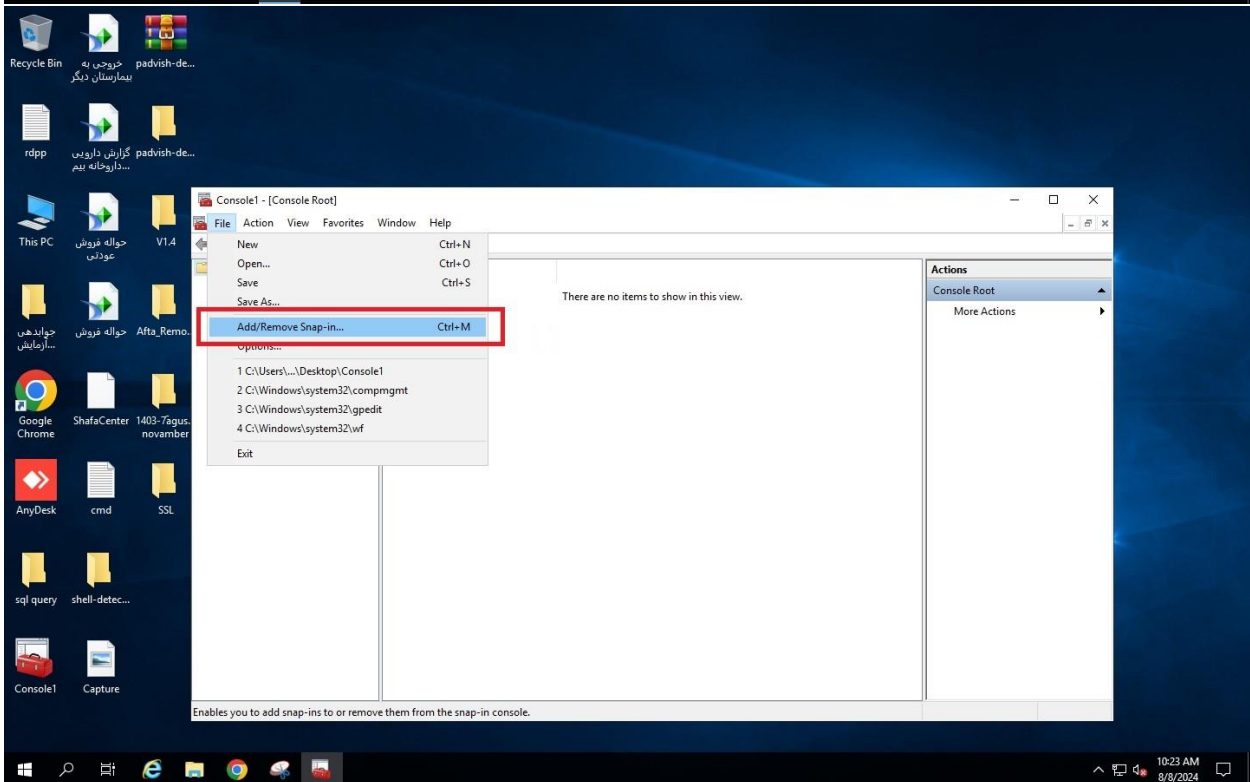 Recycle Bin
خروجی به
بیمارستان دیگر
padvish-de...
rdpp
گزارش دارویی
داروخانه بیم...
padvish-de...
This PC
حواله فروش
عودتی
V1.4
جوابدهی
آزمایش...
حواله فروش
Afta_Remo..
Google
Chrome
ShafaCenter
1403-7agus.
novamber
AnyDesk
cmd
SSL
sql query
shell-detec...
Console1
Capture
Console1 - [Console Root]
File Action View Favorites Window Help
New Ctrl+N
Open... Ctrl+O
Save Ctrl+S
Save As...
Add/Remove Snap-in... Ctrl+M
Options...
1 C:\Users\...\Desktop\Console1
2 C:\Windows\system32\compmgmt
3 C:\Windows\system32\gpedit
4 C:\Windows\system32\wf
Exit
There are no items to show in this view.
Actions
Console Root
More Actions
Enables you to add snap-ins to or remove them from the snap-in console.
10:23 AM
8/8/2024